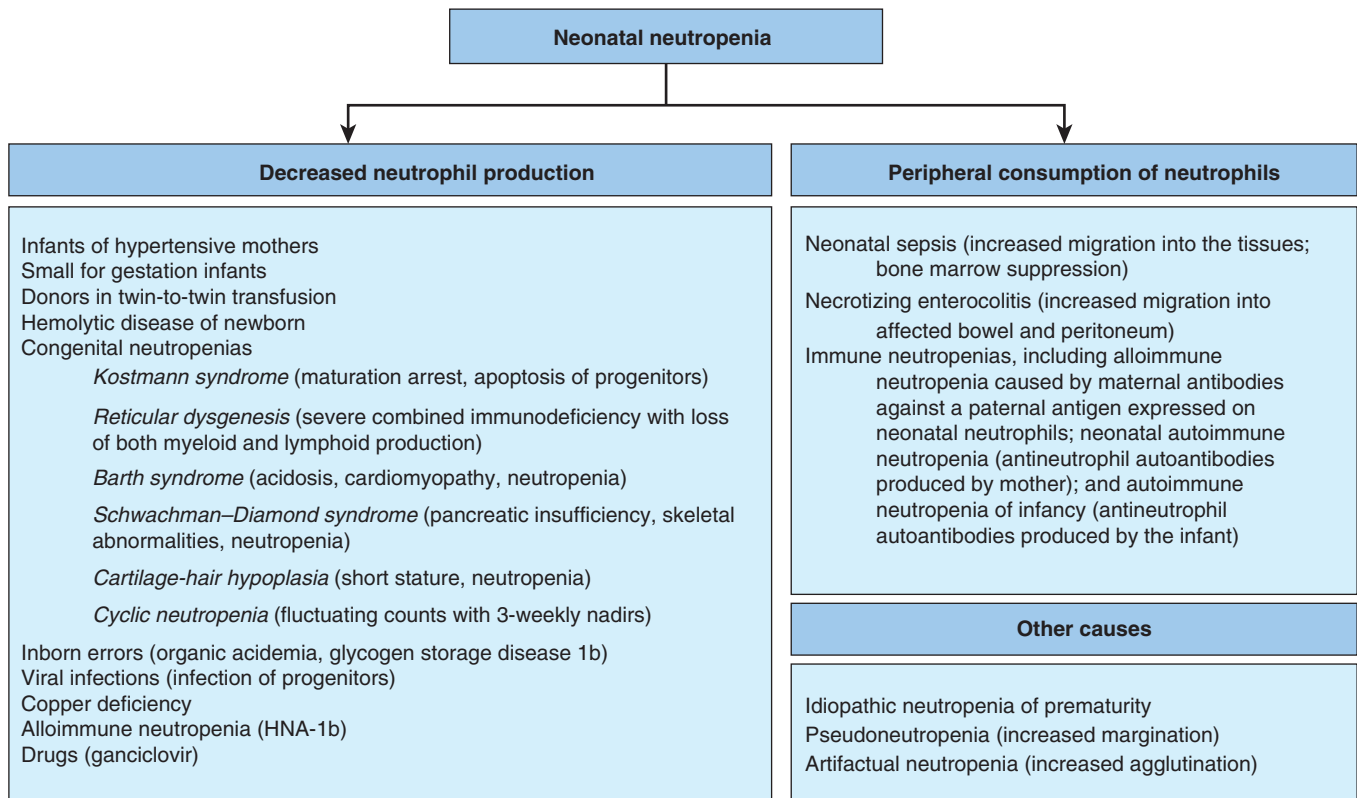 Neonatal neutropenia
Decreased neutrophil production
Infants of hypertensive mothers
Small for gestation infants
Donors in twin-to-twin transfusion
Hemolytic disease of newborn
Congenital neutropenias
Kostmann syndrome (maturation arrest, apoptosis of progenitors)
Reticular dysgenesis (severe combined immunodeficiency with loss
of both myeloid and lymphoid production)
Barth syndrome (acidosis, cardiomyopathy, neutropenia)
Schwachman–Diamond syndrome (pancreatic insufficiency, skeletal
abnormalities, neutropenia)
Cartilage-hair hypoplasia (short stature, neutropenia)
Cyclic neutropenia (fluctuating counts with 3-weekly nadirs)
Inborn errors (organic acidemia, glycogen storage disease 1b)
Viral infections (infection of progenitors)
Copper deficiency
Alloimmune neutropenia (HNA-1b)
Drugs (ganciclovir)
Peripheral consumption of neutrophils
Neonatal sepsis (increased migration into the tissues;
bone marrow suppression)
Necrotizing enterocolitis (increased migration into
affected bowel and peritoneum)
Immune neutropenias, including alloimmune
neutropenia caused by maternal antibodies
against a paternal antigen expressed on
neonatal neutrophils; neonatal autoimmune
neutropenia (antineutrophil autoantibodies
produced by mother); and autoimmune
neutropenia of infancy (antineutrophil
autoantibodies produced by the infant)
Other causes
Idiopathic neutropenia of prematurity
Pseudoneutropenia (increased margination)
Artifactual neutropenia (increased agglutination)